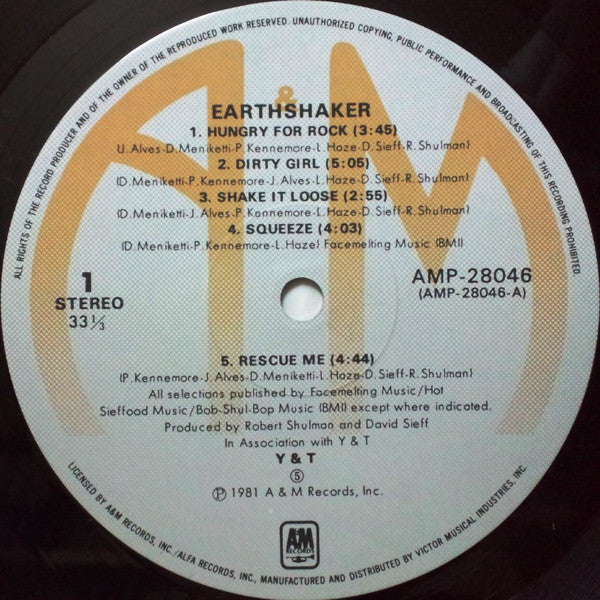 ALL RIGHTS OF THE RECORD PRODUCER AND OF THE OWNER OF THE REPRODUCED WORK RESERVED. UNAUTHORIZED COPYING, PUBLIC PERFORMANCE AND BROADCASTING OF THIS RECORDING PROHIBITED.
A&M
EARTHSHAKER
1. HUNGRY FOR ROCK (3:45)
(J. Alves-D. Meniketti-P. Kennemore-L. Haze-D. Sieff-R. Shulman)
2. DIRTY GIRL (5:05)
(D. Meniketti-P. Kennemore-J. Alves-L. Haze-D. Sieff-R. Shulman)
3. SHAKE IT LOOSE (2:55)
(D. Meniketti-J. Alves-P. Kennemore-L. Haze-D. Sieff-R. Shulman)
4. SQUEEZE (4:03)
(D. Meniketti-P. Kennemore-L. Haze) Facemelting Music (BMI)
1
STEREO
33 1/3
AMP-28046
(AMP-28046-A)
5. RESCUE ME (4:44)
(P. Kennemore-J. Alves-D. Meniketti-L. Haze-D. Sieff-R. Shulman)
All selections published by Facemelting Music/Hot
Sieffood Music/Bob-Shul-Bop Music (BMI) except where indicated.
Produced by Robert Shulman and David Sieff
In Association with Y & T
Y & T
Ⓢ
Ⓟ 1981 A & M Records, Inc.
A&M
RECORDS
LICENSED BY A&M RECORDS, INC./ALFA RECORDS, INC. MANUFACTURED AND DISTRIBUTED BY VICTOR MUSICAL INDUSTRIES, INC.